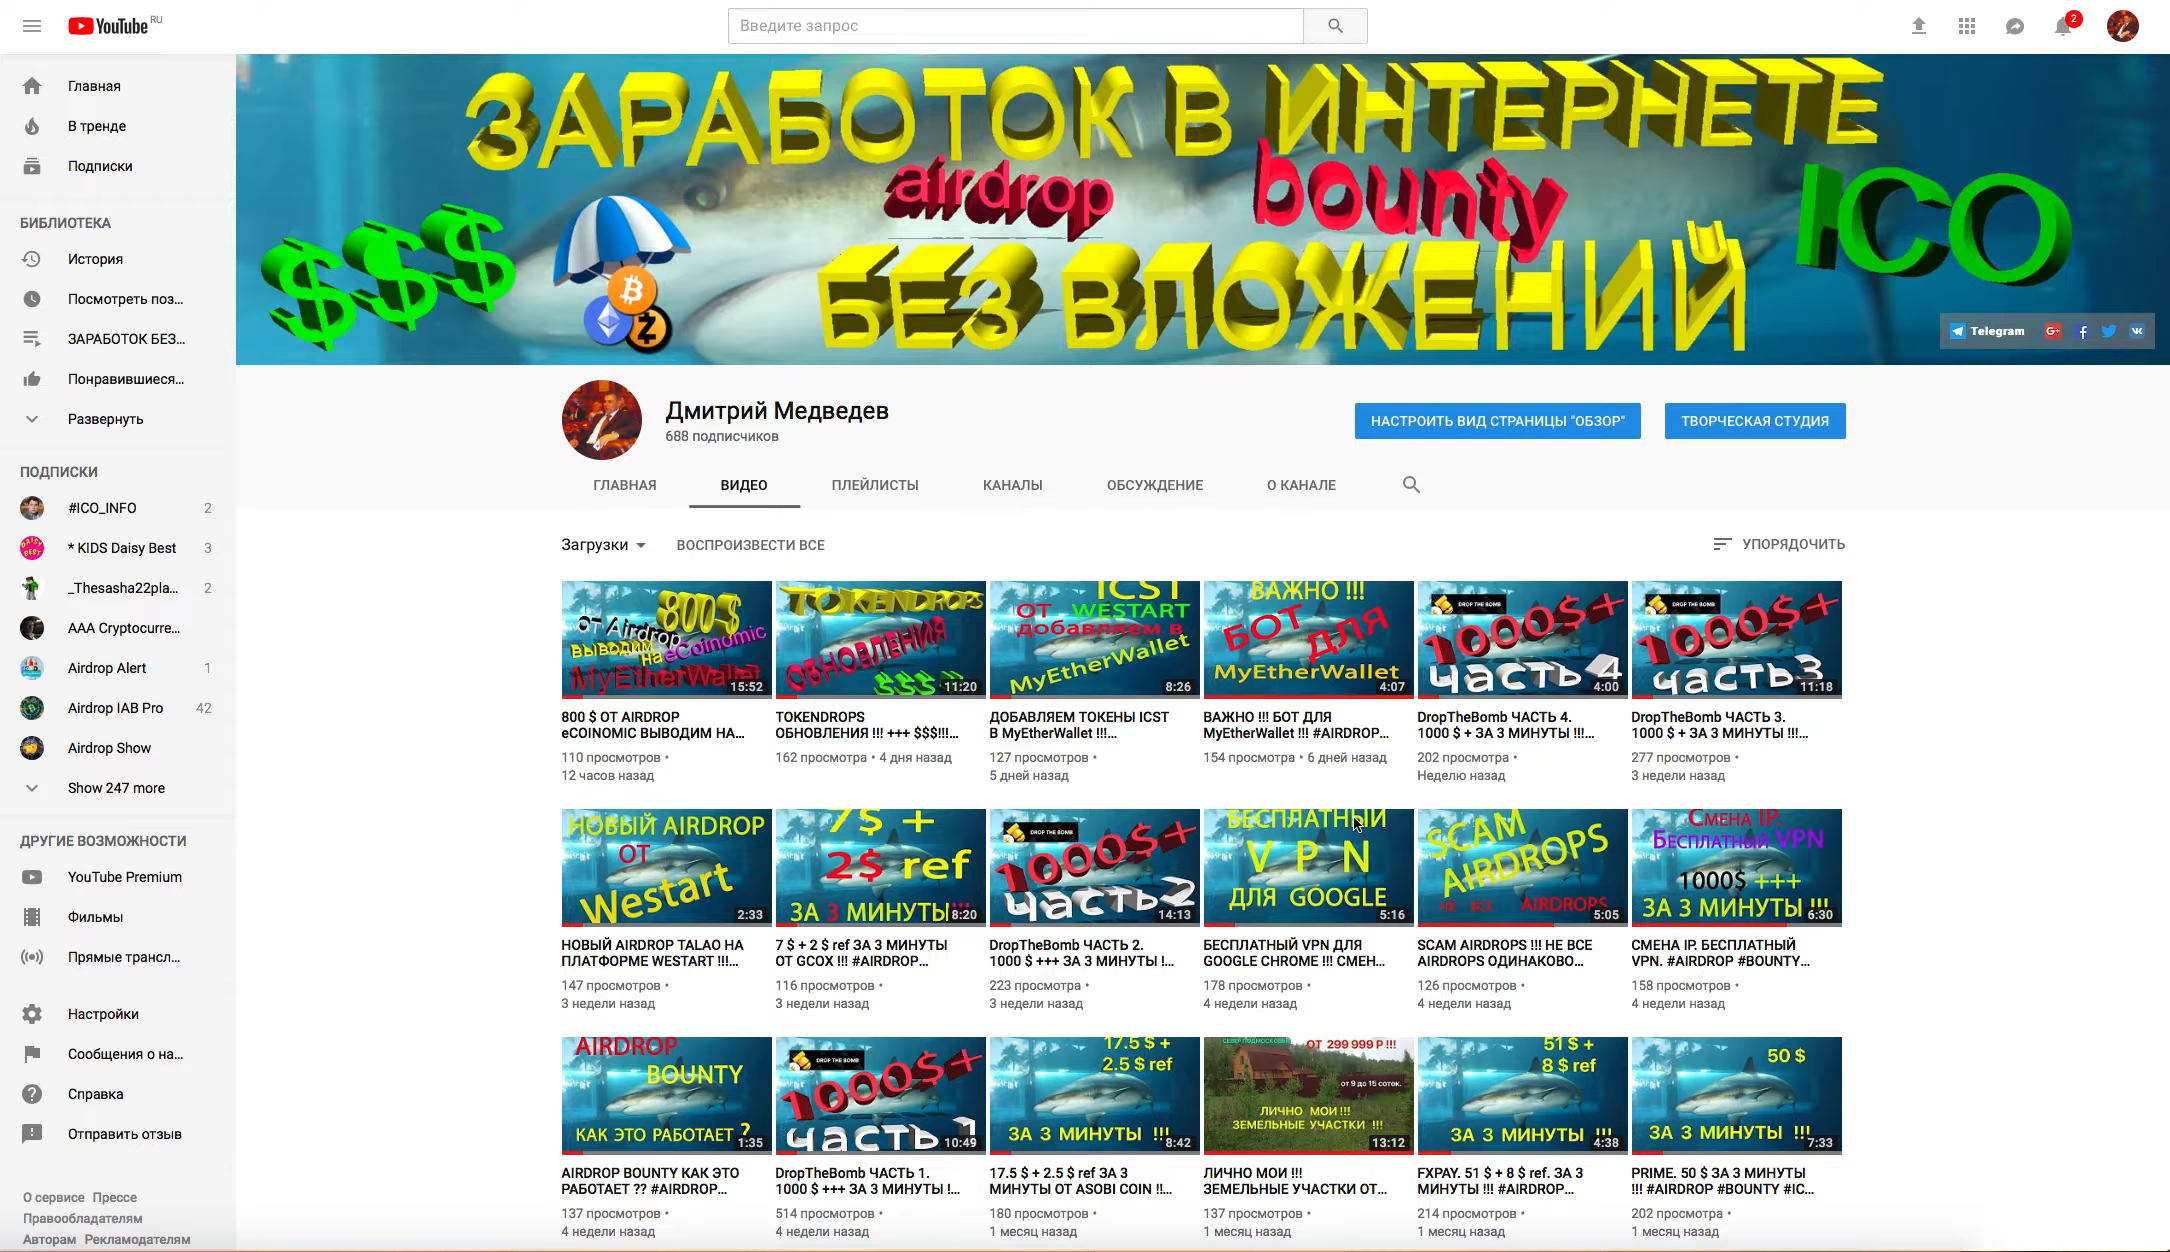 YouTube RU
Введите запрос
2
Главная
В тренде
Подписки
БИБЛИОТЕКА
История
Посмотреть поз...
ЗАРАБОТОК БЕЗ...
Понравившиеся...
Развернуть
ПОДПИСКИ
#ICO_INFO 2
* KIDS Daisy Best 3
_Thesasha22pla... 2
AAA Cryptocurre...
Airdrop Alert 1
Airdrop IAB Pro 42
Airdrop Show
Show 247 more
ДРУГИЕ ВОЗМОЖНОСТИ
YouTube Premium
Фильмы
Прямые трансл...
Настройки
Сообщения о на...
Справка
Отправить отзыв
О сервисе Прессе
Правообладателям
Авторам Рекламодателям
ЗАРАБОТОК В ИНТЕРНЕТЕ
airdrop bounty ICO
$$$
БЕЗ ВЛОЖЕНИЙ
Telegram
Дмитрий Медведев
688 подписчиков
НАСТРОИТЬ ВИД СТРАНИЦЫ "ОБЗОР"
ТВОРЧЕСКАЯ СТУДИЯ
ГЛАВНАЯ ВИДЕО ПЛЕЙЛИСТЫ КАНАЛЫ ОБСУЖДЕНИЕ О КАНАЛЕ
Загрузки ВОСПРОИЗВЕСТИ ВСЕ УПОРЯДОЧИТЬ
800$
от Airdrop
eCoinomic
Выводим на
MyEtherWallet
15:52
800 $ ОТ AIRDROP
eCOINOMIC ВЫВОДИМ НА...
110 просмотров •
12 часов назад
TOKENDROPS
ОБНОВЛЕНИЯ
$$$$
11:20
TOKENDROPS
ОБНОВЛЕНИЯ !!! +++ $$$!!!...
162 просмотра • 4 дня назад
ICST
ОТ WESTART
добавляем в
MyEtherWallet
8:26
ДОБАВЛЯЕМ ТОКЕНЫ ICST
В MyEtherWallet !!!...
127 просмотров •
5 дней назад
ВАЖНО !!!
БОТ ДЛЯ
MyEtherWallet
4:07
ВАЖНО !!! БОТ ДЛЯ
MyEtherWallet !!! #AIRDROP...
154 просмотра • 6 дней назад
DROP THE BOMB
1000$+
часть 4
4:00
DropTheBomb ЧАСТЬ 4.
1000 $ + ЗА 3 МИНУТЫ !!!...
202 просмотра •
Неделю назад
DROP THE BOMB
1000$+
часть3
11:18
DropTheBomb ЧАСТЬ 3.
1000 $ + ЗА 3 МИНУТЫ !!!...
277 просмотров •
3 недели назад
НОВЫЙ AIRDROP
ОТ
Westart
2:33
НОВЫЙ AIRDROP TALAO НА
ПЛАТФОРМЕ WESTART !!!...
147 просмотров •
3 недели назад
7$ +
2$ ref
ЗА 3 МИНУТЫ!!!
8:20
7 $ + 2 $ ref ЗА 3 МИНУТЫ
ОТ GCOX !!! #AIRDROP...
116 просмотров •
3 недели назад
DROP THE BOMB
1000$+
часть2
14:13
DropTheBomb ЧАСТЬ 2.
1000 $ +++ ЗА 3 МИНУТЫ !...
223 просмотра •
3 недели назад
БЕСПЛАТНЫЙ
V P N
ДЛЯ GOOGLE
5:16
БЕСПЛАТНЫЙ VPN ДЛЯ
GOOGLE CHROME !!! СМЕН...
178 просмотров •
4 недели назад
SCAM
AIRDROPS
НЕ ВСЕ AIRDROPS
5:05
SCAM AIRDROPS !!! НЕ ВСЕ
AIRDROPS ОДИНАКОВО...
126 просмотров •
4 недели назад
Смена IP.
Бесплатный VPN
1000$ +++
ЗА 3 МИНУТЫ !!!
6:30
СМЕНА IP. БЕСПЛАТНЫЙ
VPN. #AIRDROP #BOUNTY...
158 просмотров •
4 недели назад
AIRDROP
BOUNTY
КАК ЭТО РАБОТАЕТ ?
1:35
AIRDROP BOUNTY КАК ЭТО
РАБОТАЕТ ?? #AIRDROP...
137 просмотров •
4 недели назад
DROP THE BOMB
1000$+
часть 1
10:49
DropTheBomb ЧАСТЬ 1.
1000 $ +++ ЗА 3 МИНУТЫ !...
514 просмотров •
4 недели назад
17.5 $ +
2.5 $ ref
ЗА 3 МИНУТЫ !!!
8:42
17.5 $ + 2.5 $ ref ЗА 3
МИНУТЫ ОТ ASOBI COIN !!...
180 просмотров •
1 месяц назад
СЕВЕР ПОДМОСКОВЬЯ
ОТ 299 999 Р !!!
от 9 до 15 соток.
ЛИЧНО МОИ !!!
ЗЕМЕЛЬНЫЕ УЧАСТКИ !!!
13:12
ЛИЧНО МОИ !!!
ЗЕМЕЛЬНЫЕ УЧАСТКИ ОТ...
137 просмотров •
1 месяц назад
51 $ +
8 $ ref
ЗА 3 МИНУТЫ !!!
4:38
FXPAY. 51 $ + 8 $ ref. ЗА 3
МИНУТЫ !!! #AIRDROP...
214 просмотров •
1 месяц назад
50 $
ЗА 3 МИНУТЫ !!!
7:33
PRIME. 50 $ ЗА 3 МИНУТЫ
!!! #AIRDROP #BOUNTY #IC...
202 просмотра •
1 месяц назад